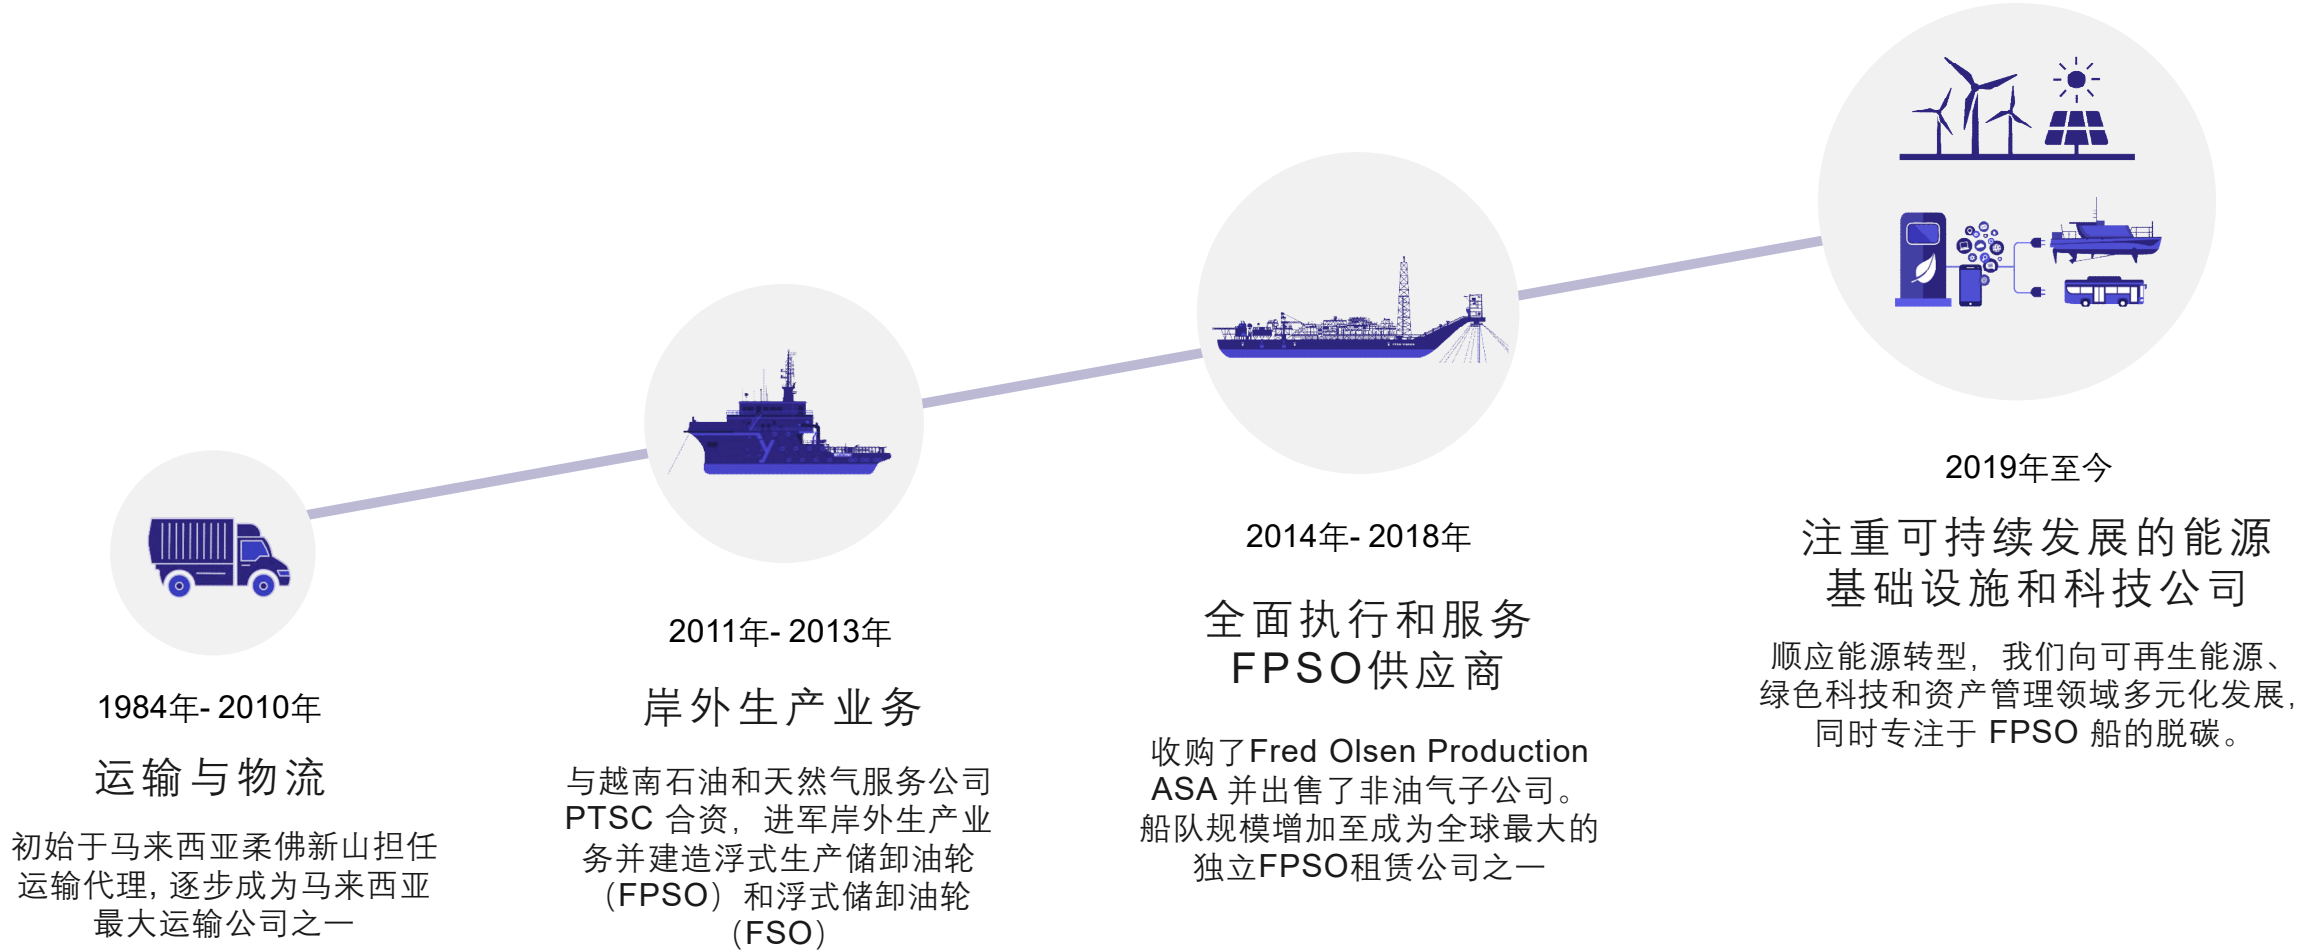 1984年- 2010年
运输与物流
初始于马来西亚柔佛新山担任
运输代理, 逐步成为马来西亚
最大运输公司之一
2011年- 2013年
岸外生产业务
与越南石油和天然气服务公司
PTSC 合资，进军岸外生产业
务并建造浮式生产储卸油轮
（FPSO）和浮式储卸油轮
（FSO）
2014年- 2018年
全面执行和服务
FPSO供应商
收购了Fred Olsen Production
ASA 并出售了非油气子公司。
船队规模增加至成为全球最大的
独立FPSO租赁公司之一
2019年至今
注重可持续发展的能源
基础设施和科技公司
顺应能源转型，我们向可再生能源、
绿色科技和资产管理领域多元化发展,
同时专注于 FPSO 船的脱碳。